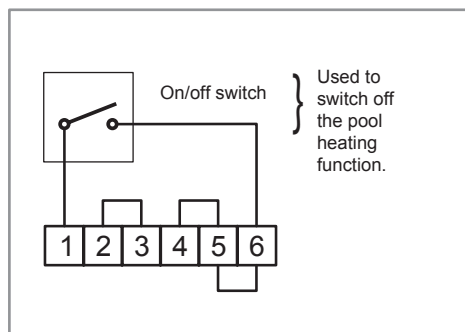 On/off switch
Used to
switch off
the pool
heating
function.
1 2 3 4 5 6